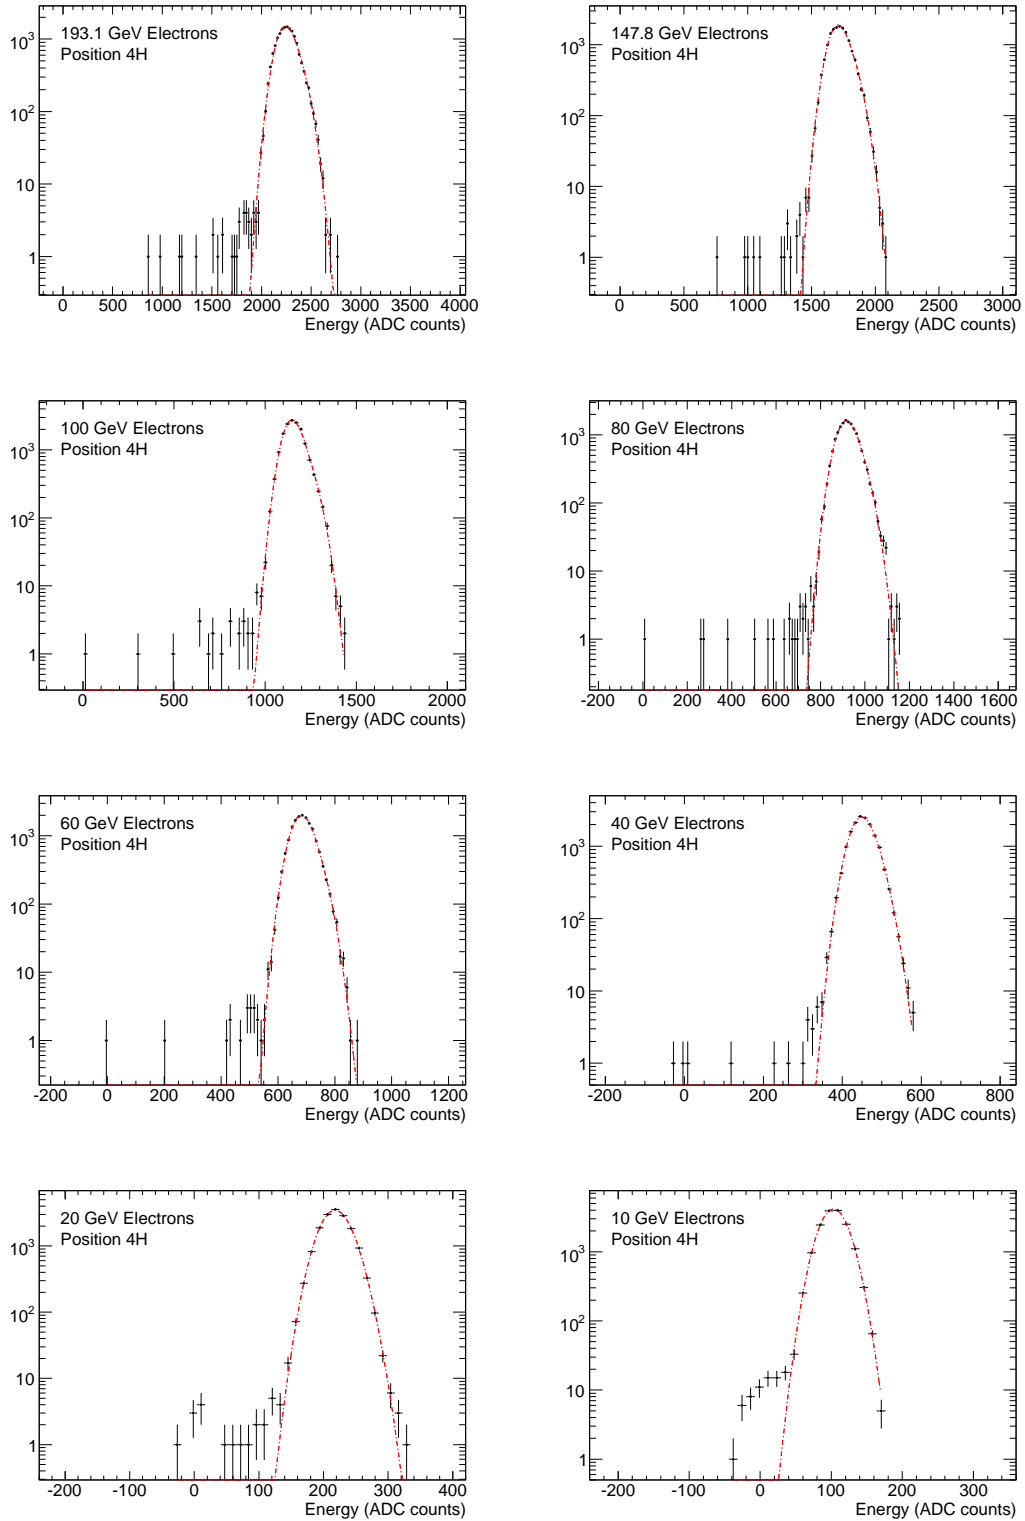 193.1 GeV Electrons
Position 4H
10³
10²
10
1
0 500 1000 1500 2000 2500 3000 3500 4000
Energy (ADC counts)
147.8 GeV Electrons
Position 4H
10³
10²
10
1
0 500 1000 1500 2000 2500 3000
Energy (ADC counts)
100 GeV Electrons
Position 4H
10³
10²
10
1
0 500 1000 1500 2000
Energy (ADC counts)
80 GeV Electrons
Position 4H
10³
10²
10
1
-200 0 200 400 600 800 1000 1200 1400 1600
Energy (ADC counts)
60 GeV Electrons
Position 4H
10³
10²
10
1
-200 0 200 400 600 800 1000 1200
Energy (ADC counts)
40 GeV Electrons
Position 4H
10³
10²
10
1
-200 0 200 400 600 800
Energy (ADC counts)
20 GeV Electrons
Position 4H
10³
10²
10
1
-200 -100 0 100 200 300 400
Energy (ADC counts)
10 GeV Electrons
Position 4H
10³
10²
10
1
-200 -100 0 100 200 300
Energy (ADC counts)